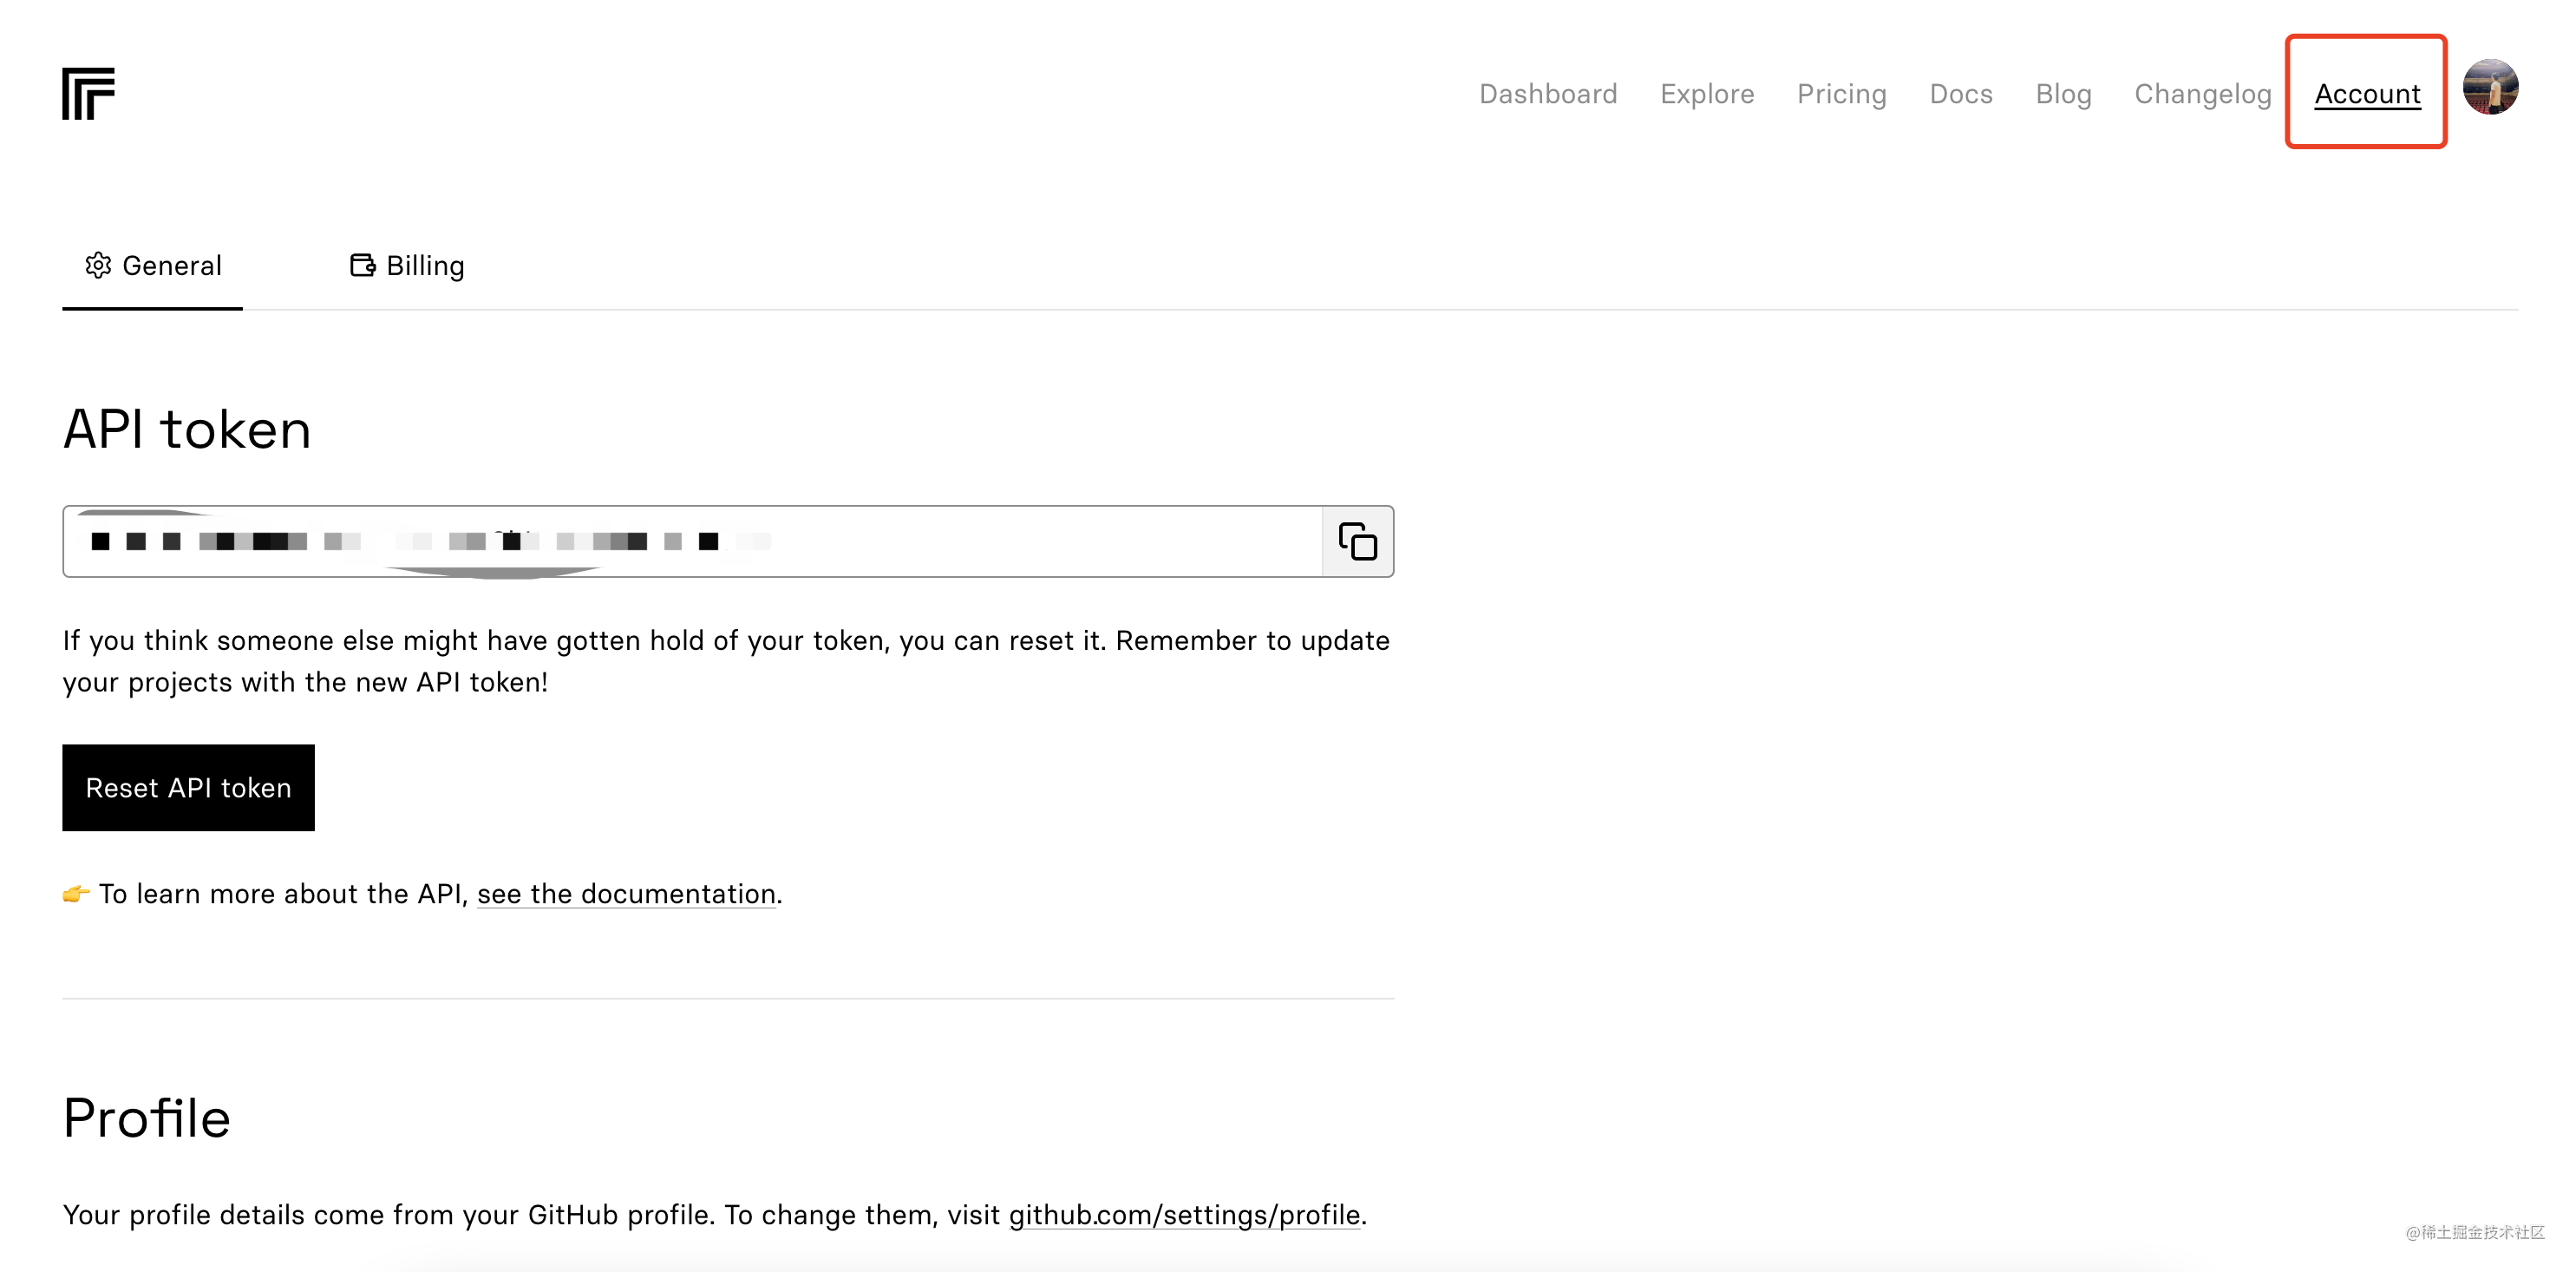 Dashboard Explore Pricing Docs Blog Changelog Account
General Billing
API token
If you think someone else might have gotten hold of your token, you can reset it. Remember to update
your projects with the new API token!
Reset API token
👉 To learn more about the API, see the documentation.
Profile
Your profile details come from your GitHub profile. To change them, visit github.com/settings/profile.
@稀土掘金技术社区